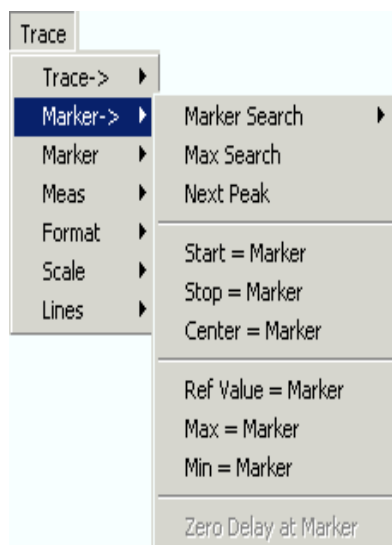 Trace
Trace->
Marker->
Marker
Meas
Format
Scale
Lines
Marker Search
Max Search
Next Peak
Start = Marker
Stop = Marker
Center = Marker
Ref Value = Marker
Max = Marker
Min = Marker
Zero Delay at Marker